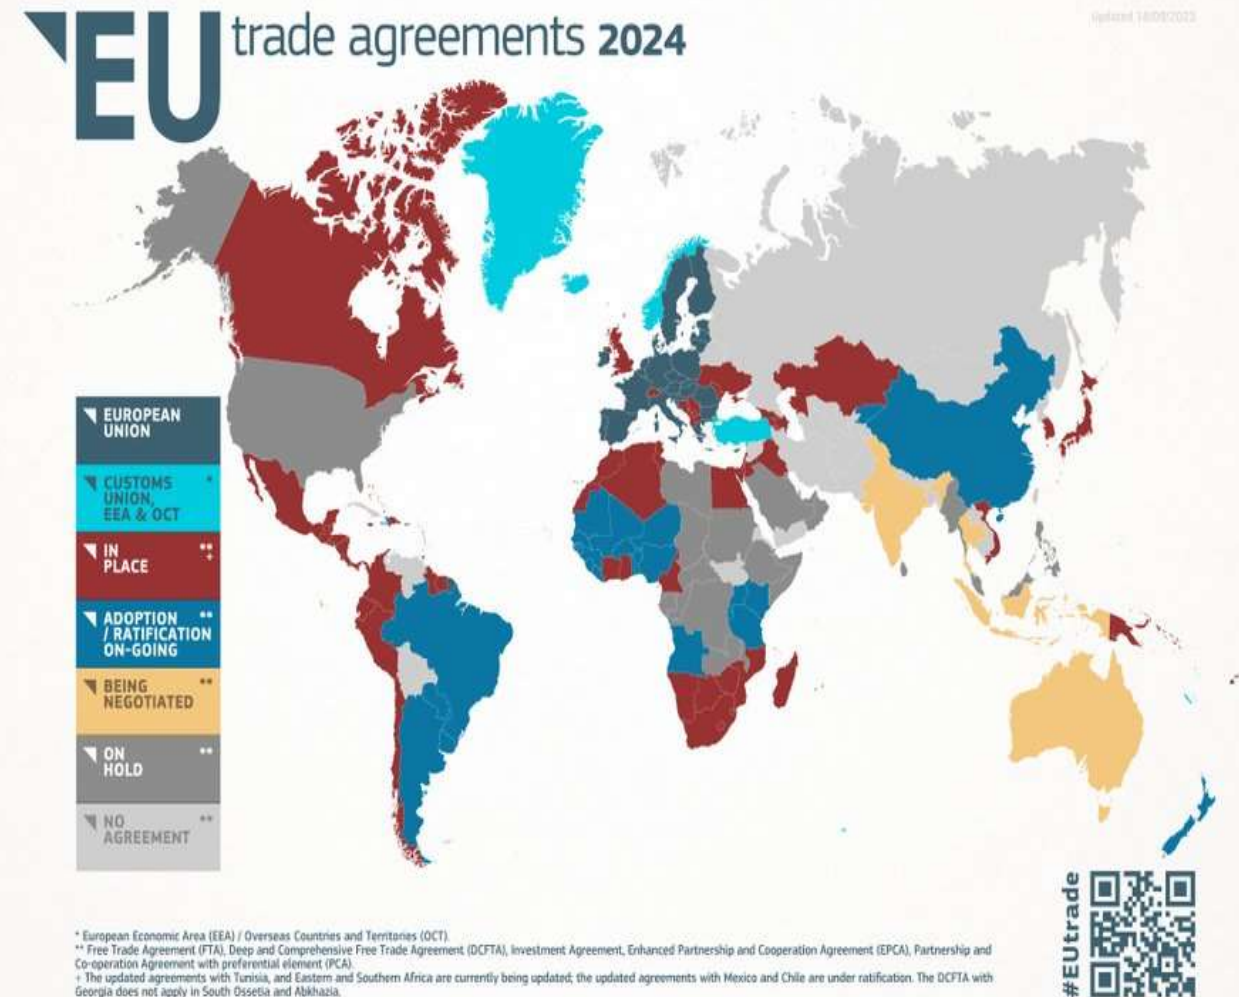 EU trade agreements 2024
Updated 18/09/2023
EUROPEAN
UNION
CUSTOMS *
UNION,
EEA & OCT
IN **
PLACE +
ADOPTION **
/ RATIFICATION
ON-GOING
BEING **
NEGOTIATED
ON **
HOLD
NO **
AGREEMENT
#EUtrade
* European Economic Area (EEA) / Overseas Countries and Territories (OCT).
** Free Trade Agreement (FTA), Deep and Comprehensive Free Trade Agreement (DCFTA), Investment Agreement, Enhanced Partnership and Cooperation Agreement (EPCA), Partnership and
Co-operation Agreement with preferential element (PCA).
+ The updated agreements with Tunisia, and Eastern and Southern Africa are currently being updated; the updated agreements with Mexico and Chile are under ratification. The DCFTA with
Georgia does not apply in South Ossetia and Abkhazia.